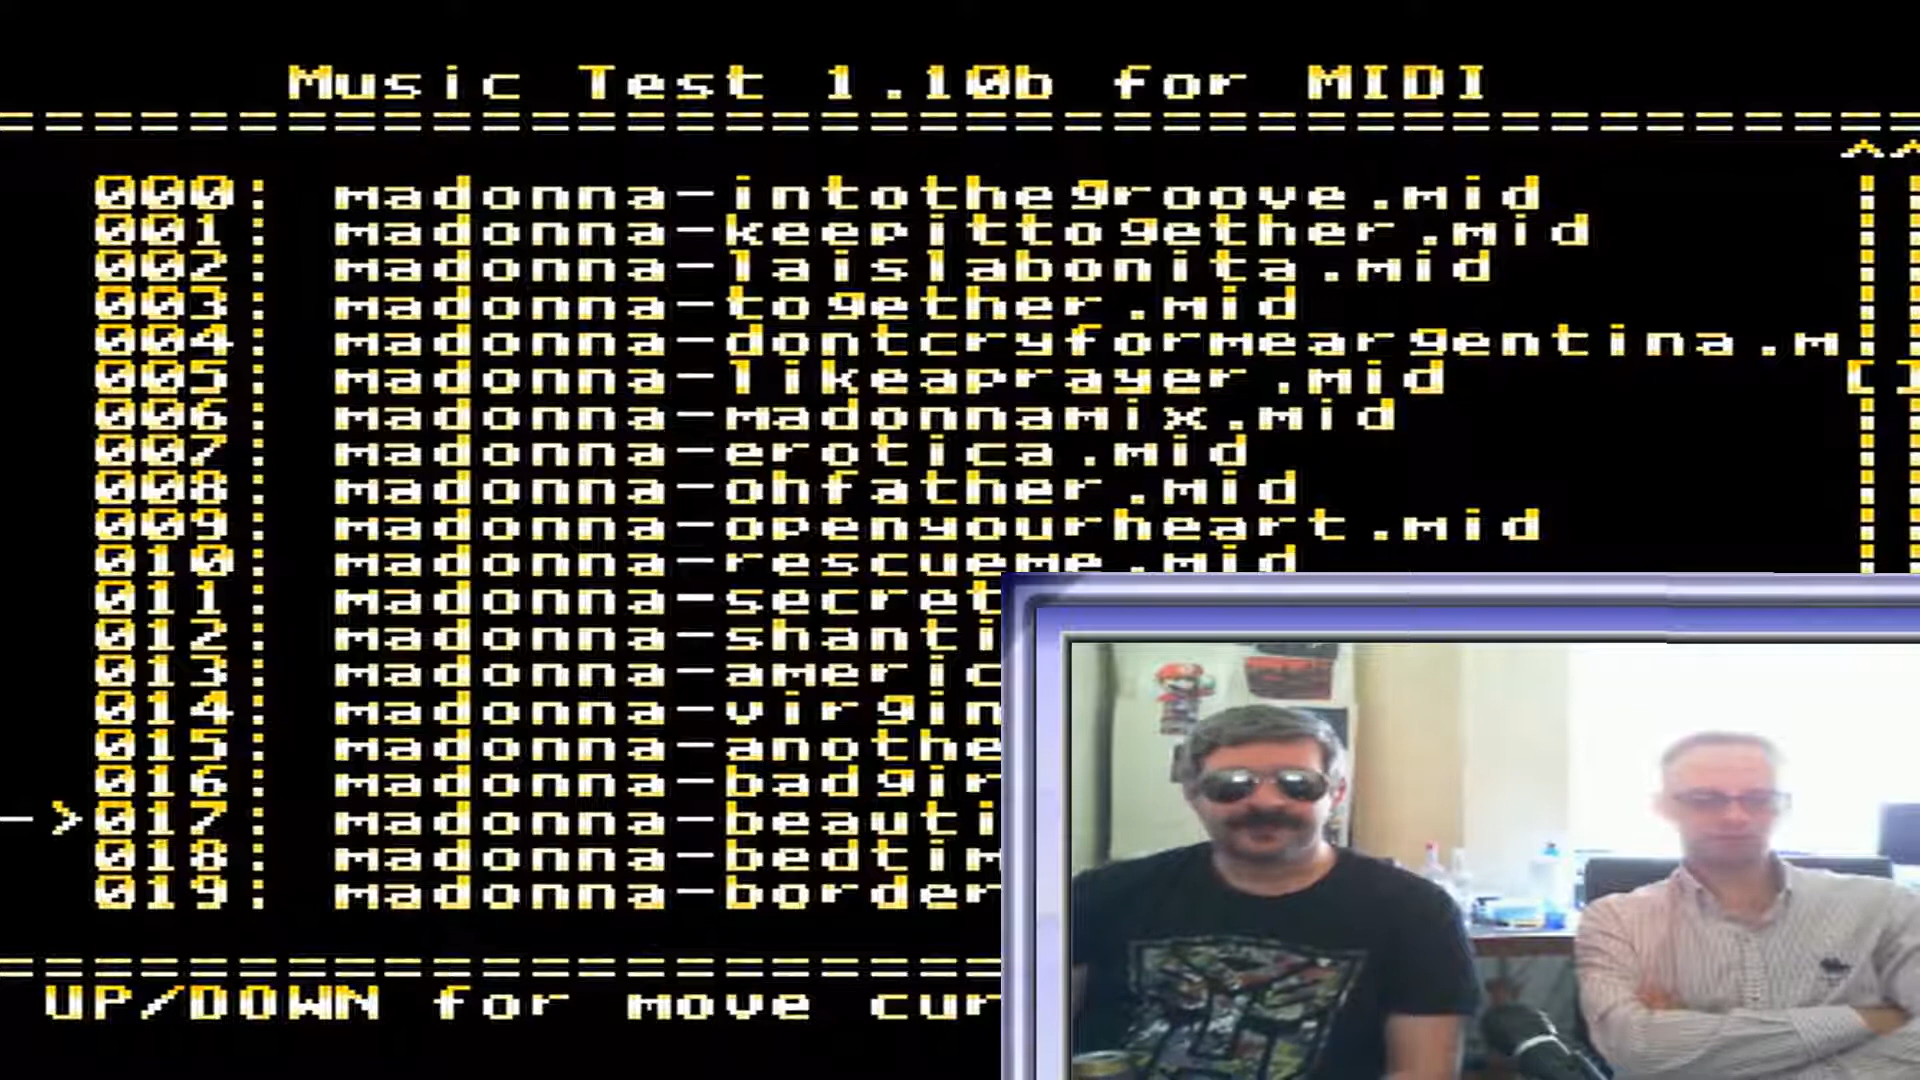 Music Test 1.10b for MIDI
000: madonna-intothegroove.mid
001: madonna-keepittogether.mid
002: madonna-laislabonita.mid
003: madonna-together.mid
004: madonna-dontcryformeargentina.m
005: madonna-likeaprayer.mid
006: madonna-madonnamix.mid
007: madonna-erotica.mid
008: madonna-ohfather.mid
009: madonna-openyourheart.mid
010: madonna-rescueme.mid
011: madonna-secret
012: madonna-shanti
013: madonna-americ
014: madonna-virgin
015: madonna-anothe
016: madonna-badgir
-> 017: madonna-beauti
018: madonna-bedtim
019: madonna-border
UP/DOWN for move cur